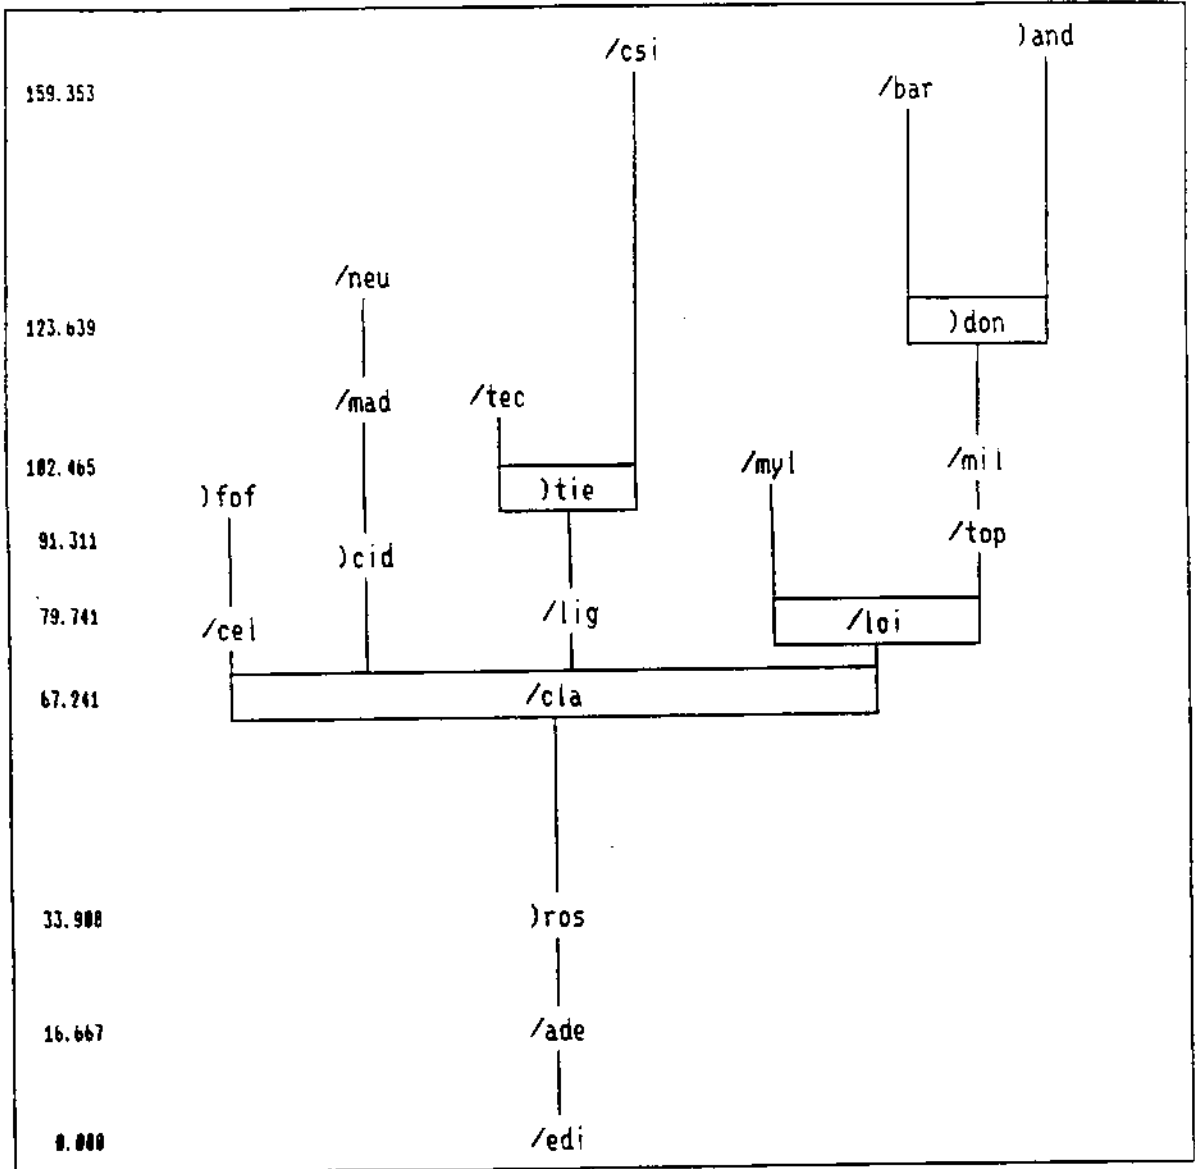 )and
/csi
/bar
159.353
/neu
123.639
)don
/tec
/mad
102.465
/myl
/mil
)fof
)tie
91.311
)cid
/top
79.741
/cel
/lig
/loi
67.241
/cla
33.908
)ros
16.667
/ade
0.000
/edi